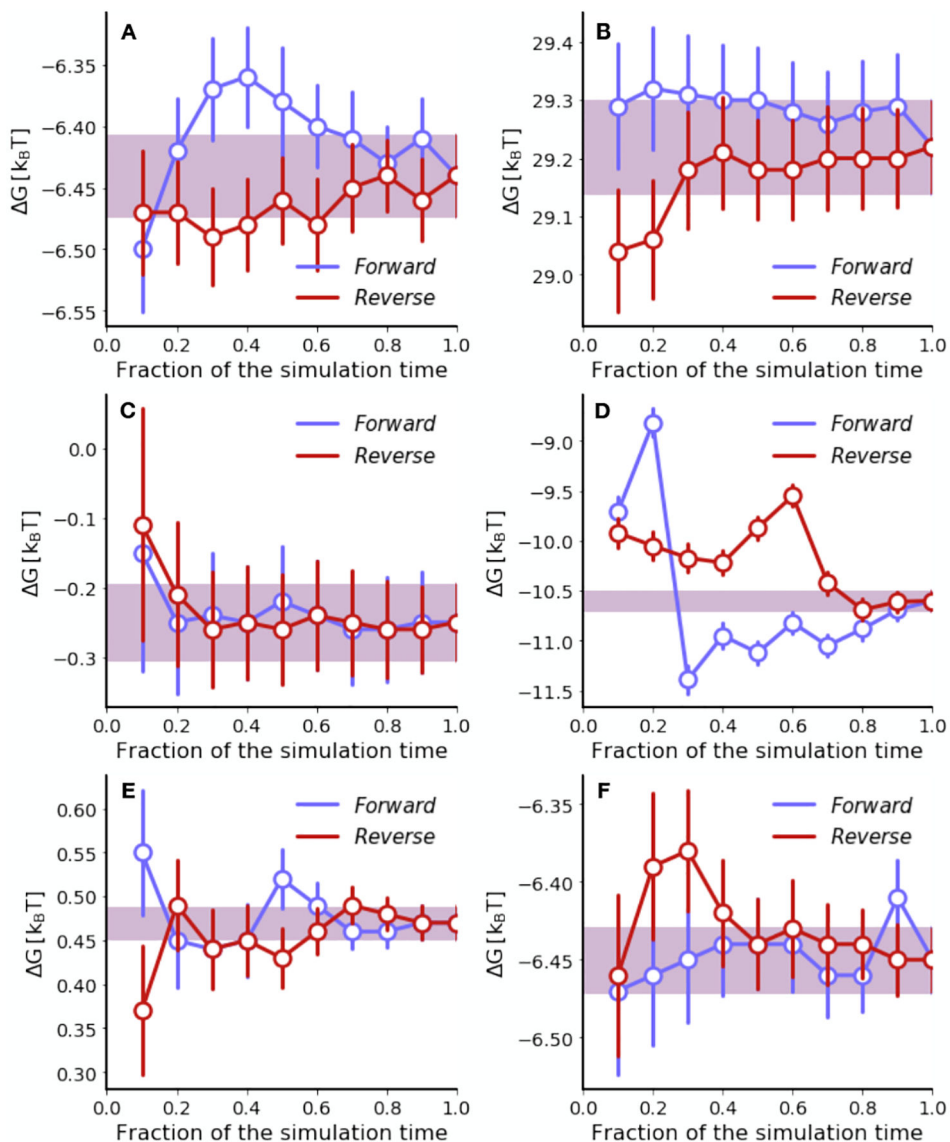 A
ΔG [kBT]
−6.35
−6.40
−6.45
−6.50
−6.55
Forward
Reverse
0.0 0.2 0.4 0.6 0.8 1.0
Fraction of the simulation time
B
ΔG [kBT]
29.4
29.3
29.2
29.1
29.0
Forward
Reverse
0.0 0.2 0.4 0.6 0.8 1.0
Fraction of the simulation time
C
ΔG [kBT]
0.0
−0.1
−0.2
−0.3
Forward
Reverse
0.0 0.2 0.4 0.6 0.8 1.0
Fraction of the simulation time
D
ΔG [kBT]
−9.0
−9.5
−10.0
−10.5
−11.0
−11.5
Forward
Reverse
0.0 0.2 0.4 0.6 0.8 1.0
Fraction of the simulation time
E
ΔG [kBT]
0.60
0.55
0.50
0.45
0.40
0.35
0.30
Forward
Reverse
0.0 0.2 0.4 0.6 0.8 1.0
Fraction of the simulation time
F
ΔG [kBT]
−6.35
−6.40
−6.45
−6.50
Forward
Reverse
0.0 0.2 0.4 0.6 0.8 1.0
Fraction of the simulation time